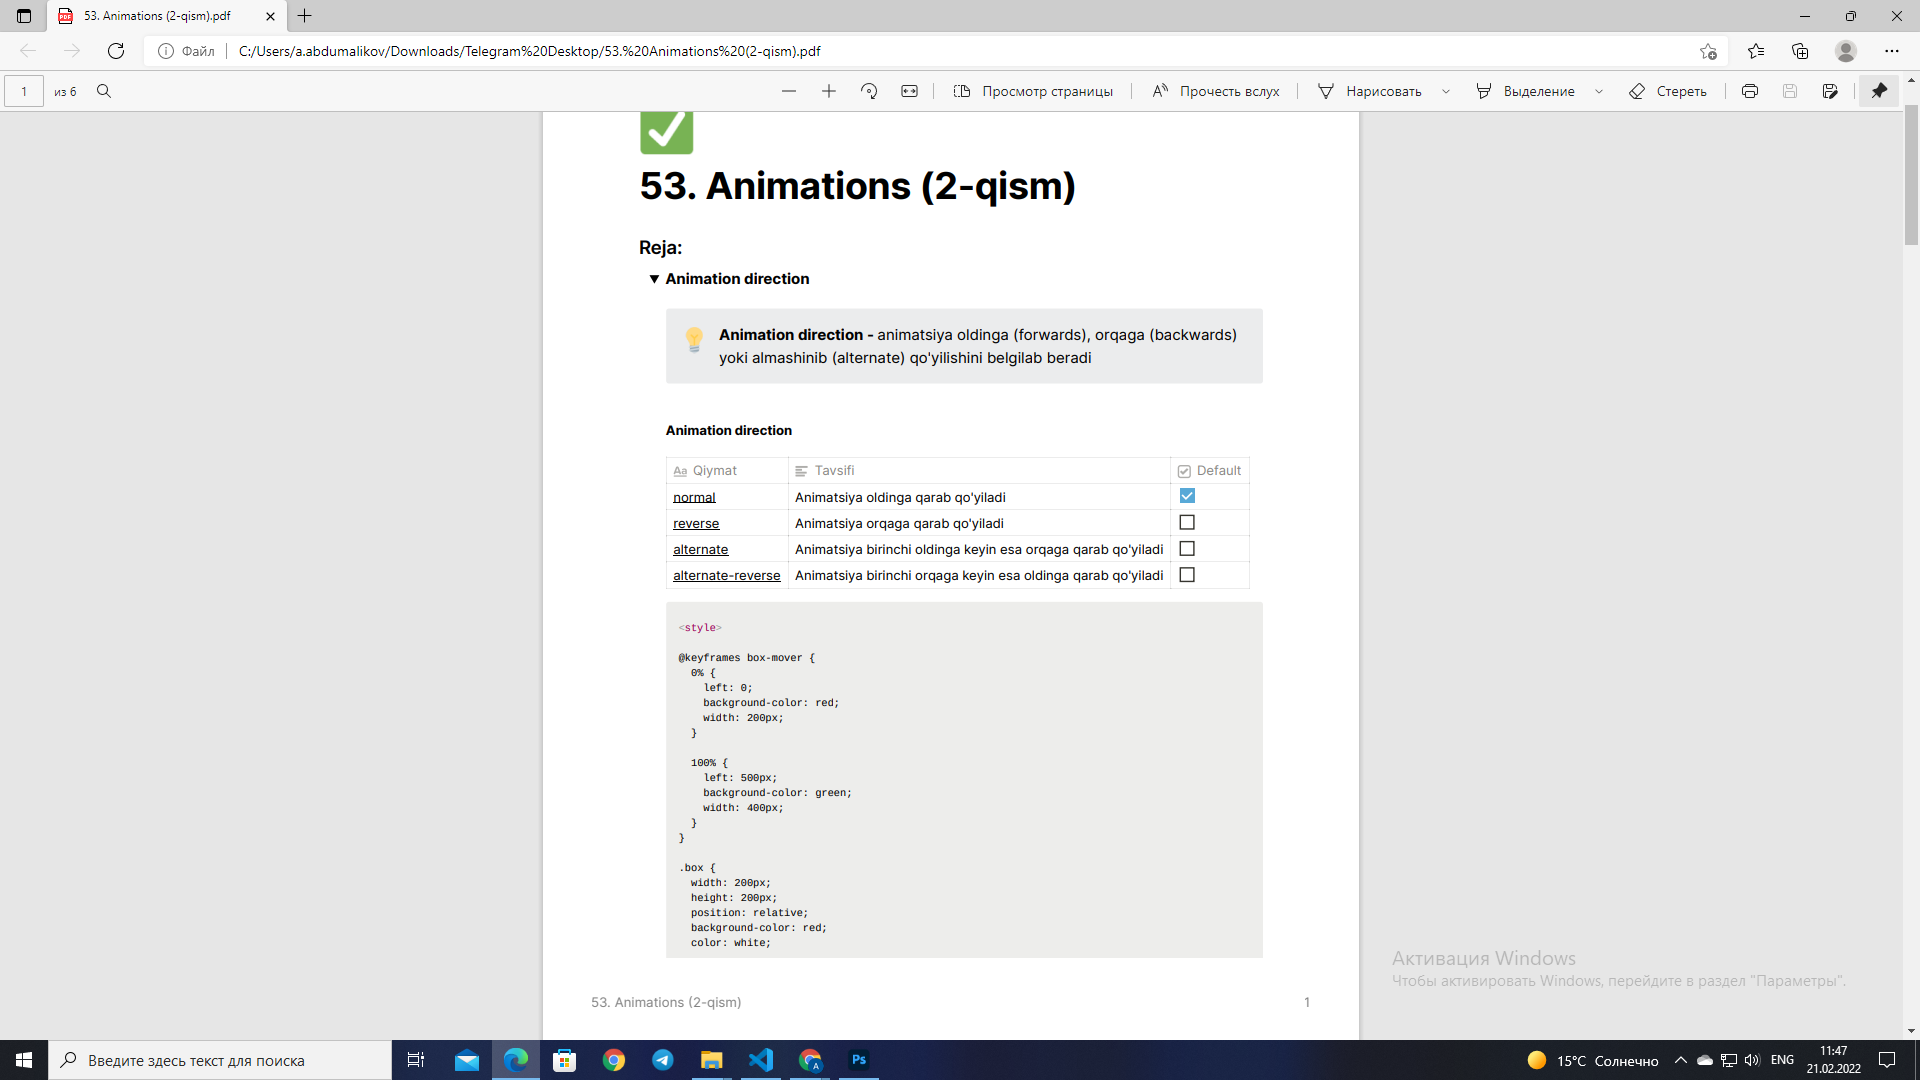 53. Animations (2-qism).pdf
Файл
C:/Users/a.abdumalikov/Downloads/Telegram%20Desktop/53.%20Animations%20(2-qism).pdf
1
из 6
Просмотр страницы
Прочесть вслух
Нарисовать
Выделение
Стереть
53. Animations (2-qism)
Reja:
Animation direction
Animation direction - animatsiya oldinga (forwards), orqaga (backwards)
yoki almashinib (alternate) qo'yilishini belgilab beradi
Animation direction
Aa Qiymat Tavsifi Default
normal Animatsiya oldinga qarab qo'yiladi
reverse Animatsiya orqaga qarab qo'yiladi
alternate Animatsiya birinchi oldinga keyin esa orqaga qarab qo'yiladi
alternate-reverse Animatsiya birinchi orqaga keyin esa oldinga qarab qo'yiladi
<style>
@keyframes box-mover {
0% {
left: 0;
background-color: red;
width: 200px;
}
100% {
left: 500px;
background-color: green;
width: 400px;
}
}
.box {
width: 200px;
height: 200px;
position: relative;
background-color: red;
color: white;
53. Animations (2-qism)
1
Активация Windows
Чтобы активировать Windows, перейдите в раздел "Параметры".
Введите здесь текст для поиска
A
Ps
15°C Солнечно
ENG
11:47
21.02.2022